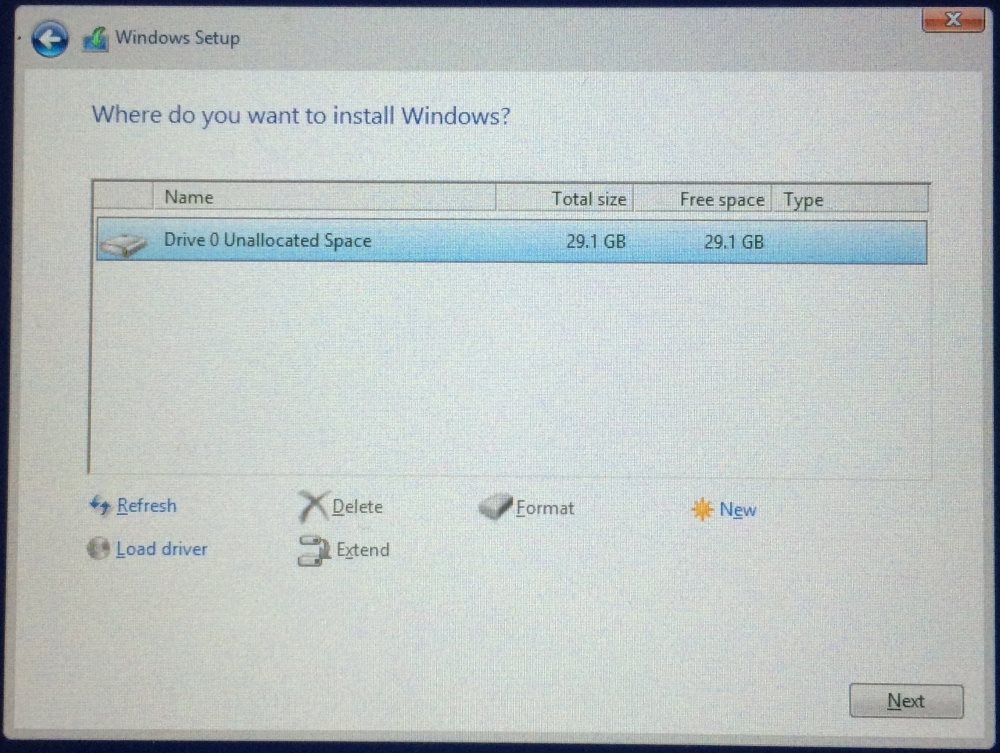 Windows Setup
Where do you want to install Windows?
Name Total size Free space Type
Drive 0 Unallocated Space 29.1 GB 29.1 GB
Refresh Delete Format New
Load driver Extend
Next